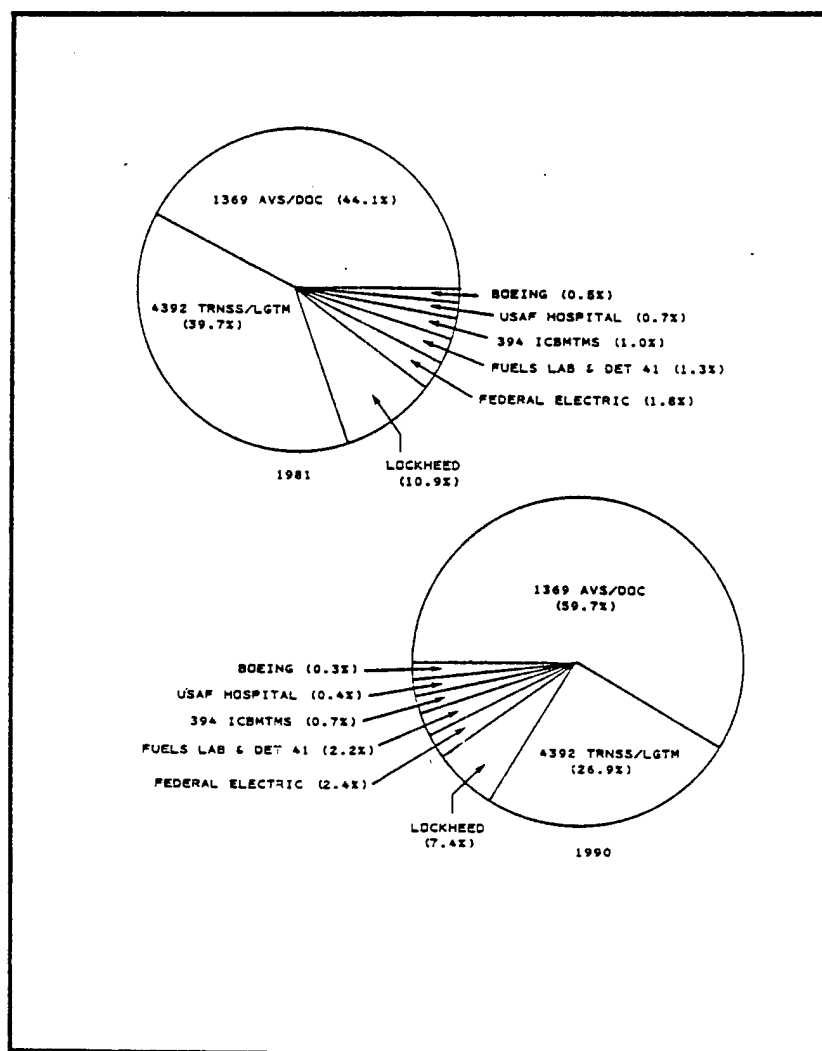 1369 AVS/DOC (44.1%)
4392 TRNSS/LGTM
(39.7%)
BOEING (0.5%)
USAF HOSPITAL (0.7%)
394 ICBMTMS (1.0%)
FUELS LAB & DET 41 (1.3%)
FEDERAL ELECTRIC (1.8%)
LOCKHEED
(10.9%)
1981
1369 AVS/DOC
(59.7%)
BOEING (0.3%)
USAF HOSPITAL (0.4%)
394 ICBMTMS (0.7%)
FUELS LAB & DET 41 (2.2%)
FEDERAL ELECTRIC (2.4%)
4392 TRNSS/LGTM
(26.9%)
LOCKHEED
(7.4%)
1990